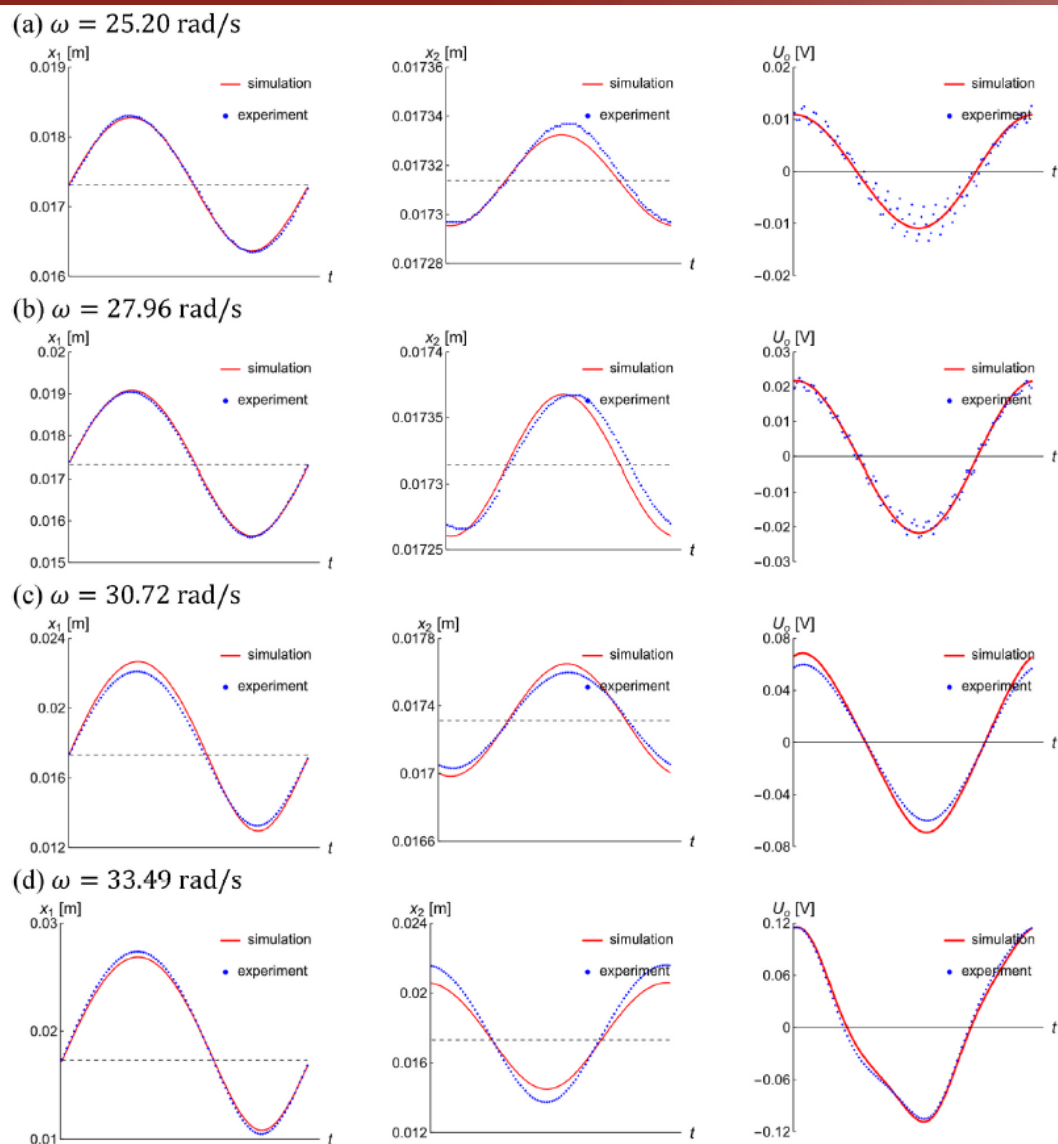 (a) ω = 25.20 rad/s
x₁ [m]
0.019
0.018
0.017
0.016
simulation
experiment
t
x₂ [m]
0.01736
0.01734
0.01732
0.0173
0.01728
simulation
experiment
t
Uₒ [V]
0.02
0.01
0
−0.01
−0.02
simulation
experiment
t
(b) ω = 27.96 rad/s
x₁ [m]
0.02
0.019
0.018
0.017
0.016
0.015
simulation
experiment
t
x₂ [m]
0.0174
0.01735
0.0173
0.01725
simulation
experiment
t
Uₒ [V]
0.03
0.02
0.01
0
−0.01
−0.02
−0.03
simulation
experiment
t
(c) ω = 30.72 rad/s
x₁ [m]
0.024
0.02
0.016
0.012
simulation
experiment
t
x₂ [m]
0.0178
0.0174
0.017
0.0166
simulation
experiment
t
Uₒ [V]
0.08
0.04
0
−0.04
−0.08
simulation
experiment
t
(d) ω = 33.49 rad/s
x₁ [m]
0.03
0.02
0.01
simulation
experiment
t
x₂ [m]
0.024
0.02
0.016
0.012
simulation
experiment
t
Uₒ [V]
0.12
0.06
0
−0.06
−0.12
simulation
experiment
t